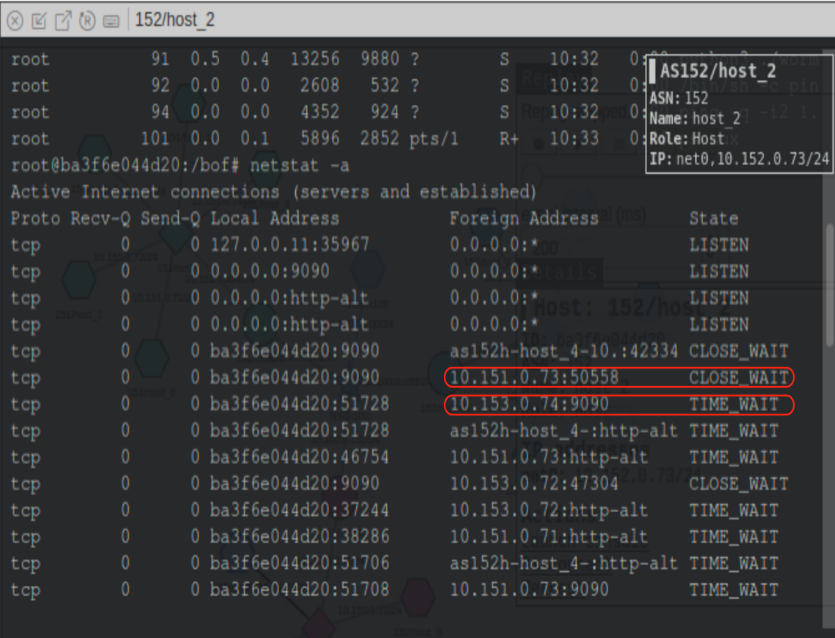 152/host_2
root 91 0.5 0.4 13256 9880 ? S 10:32
root 92 0.0 0.0 2608 532 ? S 10:32
root 94 0.0 0.0 4352 924 ? S 10:32
root 101 0.0 0.1 5896 2852 pts/1 R+ 10:33
AS152/host_2
ASN: 152
Name: host_2
Role: Host
IP: net0,10.152.0.73/24
root@ba3f6e044d20:/bof# netstat -a
Active Internet connections (servers and established)
Proto Recv-Q Send-Q Local Address Foreign Address State
tcp 0 0 127.0.0.11:35967 0.0.0.0:* LISTEN
tcp 0 0 0.0.0.0:9090 0.0.0.0:* LISTEN
tcp 0 0 0.0.0.0:http-alt 0.0.0.0:* LISTEN
tcp 0 0 0.0.0.0:http-alt 0.0.0.0:* LISTEN
tcp 0 0 ba3f6e044d20:9090 as152h-host_4-10.:42334 CLOSE_WAIT
tcp 0 0 ba3f6e044d20:9090 10.151.0.73:50558 CLOSE_WAIT
tcp 0 0 ba3f6e044d20:51728 10.153.0.74:9090 TIME_WAIT
tcp 0 0 ba3f6e044d20:51728 as152h-host_4-:http-alt TIME_WAIT
tcp 0 0 ba3f6e044d20:46754 10.151.0.73:http-alt TIME_WAIT
tcp 0 0 ba3f6e044d20:9090 10.153.0.72:47304 CLOSE_WAIT
tcp 0 0 ba3f6e044d20:37244 10.153.0.72:http-alt TIME_WAIT
tcp 0 0 ba3f6e044d20:38286 10.151.0.71:http-alt TIME_WAIT
tcp 0 0 ba3f6e044d20:51706 as152h-host_4-:http-alt TIME_WAIT
tcp 0 0 ba3f6e044d20:51708 10.151.0.73:9090 TIME_WAIT